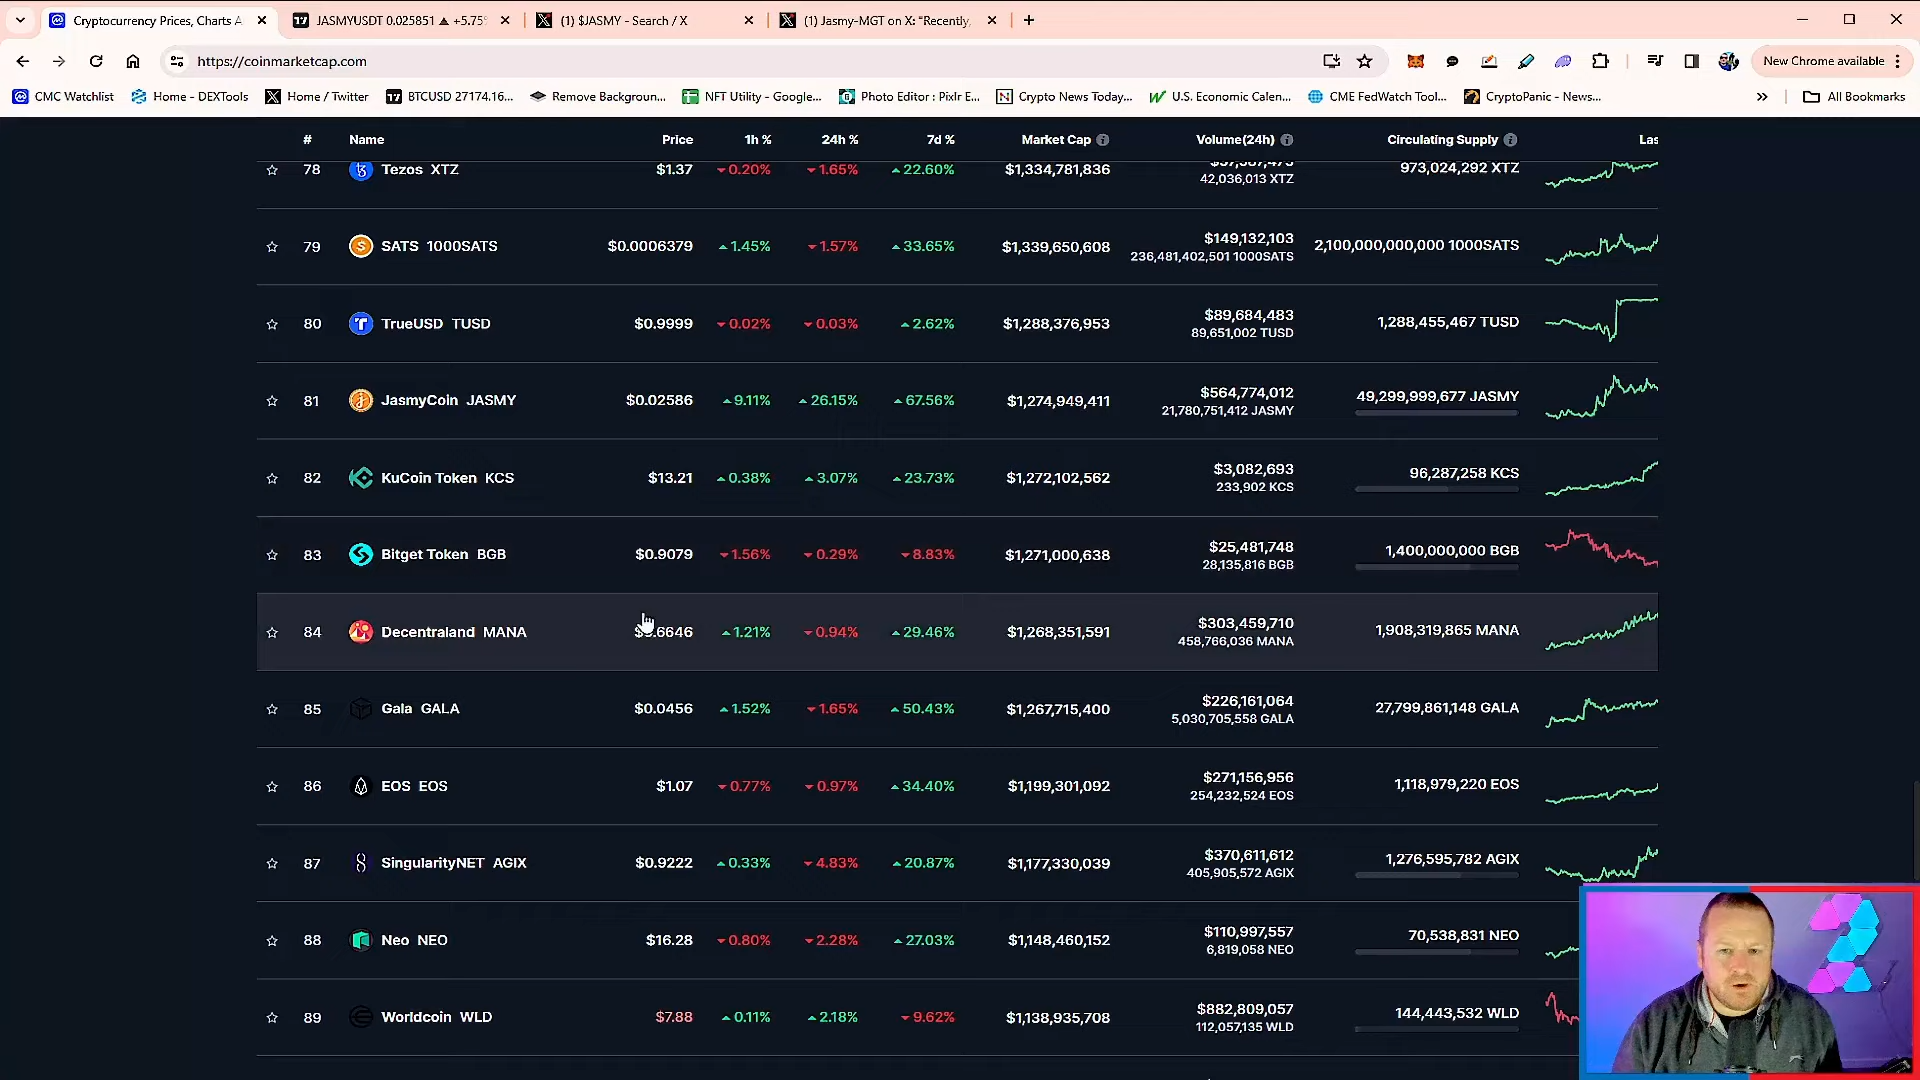 Cryptocurrency Prices, Charts A
JASMYUSDT 0.025851 ▲ +5.75%
(1) $JASMY - Search / X
(1) Jasmy-MGT on X: "Recently,
https://coinmarketcap.com
New Chrome available
CMC Watchlist
Home - DEXTools
Home / Twitter
BTCUSD 27174.16...
Remove Backgroun...
NFT Utility - Google...
Photo Editor : Pixlr E...
Crypto News Today...
U.S. Economic Calen...
CME FedWatch Tool...
CryptoPanic - News...
All Bookmarks
# Name Price 1h % 24h % 7d % Market Cap Volume(24h) Circulating Supply Las
78 Tezos XTZ $1.37 0.20% 1.65% 22.60% $1,334,781,836 973,024,292 XTZ
42,036,013 XTZ
79 SATS 1000SATS $0.0006379 1.45% 1.57% 33.65% $1,339,650,608 $149,132,103 2,100,000,000,000 1000SATS
236,481,402,501 1000SATS
80 TrueUSD TUSD $0.9999 0.02% 0.03% 2.62% $1,288,376,953 $89,684,483 1,288,455,467 TUSD
89,651,002 TUSD
81 JasmyCoin JASMY $0.02586 9.11% 26.15% 67.56% $1,274,949,411 $564,774,012 49,299,999,677 JASMY
21,780,751,412 JASMY
82 KuCoin Token KCS $13.21 0.38% 3.07% 23.73% $1,272,102,562 $3,082,693 96,287,258 KCS
233,902 KCS
83 Bitget Token BGB $0.9079 1.56% 0.29% 8.83% $1,271,000,638 $25,481,748 1,400,000,000 BGB
28,135,816 BGB
84 Decentraland MANA 1.21% 0.94% 29.46% $1,268,351,591 $303,459,710 1,908,319,865 MANA
458,766,036 MANA
85 Gala GALA $0.0456 1.52% 1.65% 50.43% $1,267,715,400 $226,161,064 27,799,861,148 GALA
5,030,705,558 GALA
86 EOS EOS $1.07 0.77% 0.97% 34.40% $1,199,301,092 $271,156,956 1,118,979,220 EOS
254,232,524 EOS
87 SingularityNET AGIX $0.9222 0.33% 4.83% 20.87% $1,177,330,039 $370,611,612 1,276,595,782 AGIX
405,905,572 AGIX
88 Neo NEO $16.28 0.80% 2.28% 27.03% $1,148,460,152 $110,997,557 70,538,831 NEO
6,819,058 NEO
89 Worldcoin WLD $7.88 0.11% 2.18% 9.62% $1,138,935,708 $882,809,057 144,443,532 WLD
112,057,135 WLD